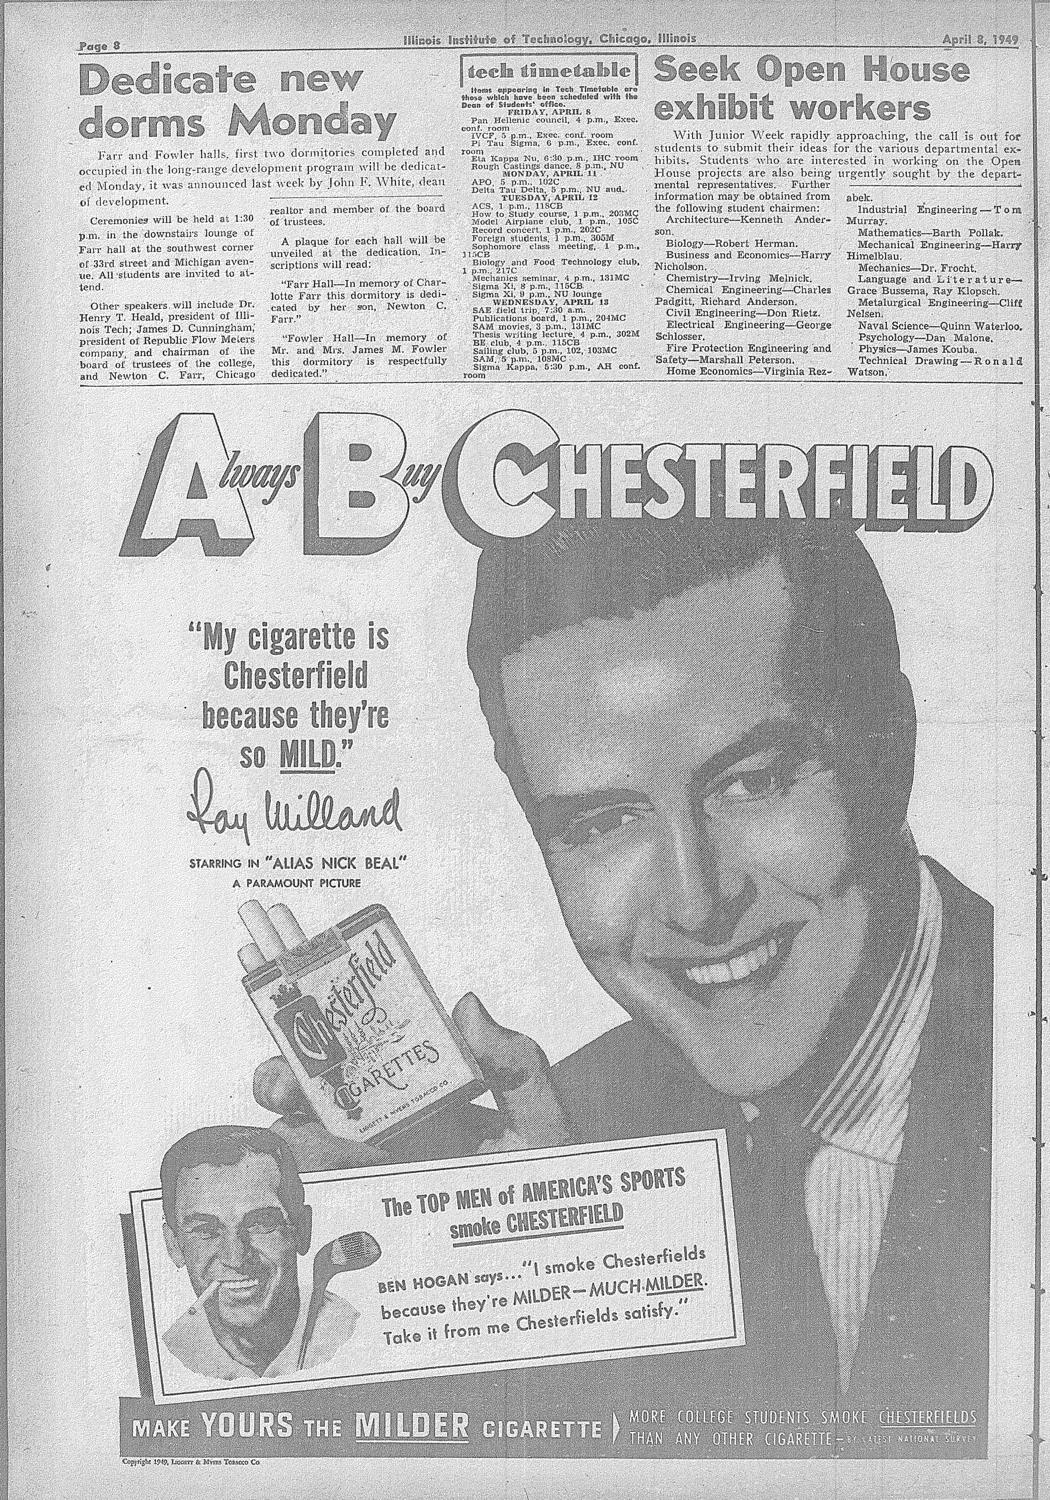 Page 8
Illinois Institute of Technology, Chicago, Illinois
April 8, 1949
Dedicate new
dorms Monday
Farr and Fowler halls, first two dormitories completed and
occupied in the long-range development program will be dedicat-
ed Monday, it was announced last week by John F. White, dean
of development.
Ceremonies will be held at 1:30
p.m. in the downstairs lounge of
Farr hall at the southwest corner
of 33rd street and Michigan aven-
ue. All students are invited to at-
tend.
Other speakers will include Dr.
Henry T. Heald, president of Illi-
nois Tech; James D. Cunningham,
president of Republic Flow Meters
company, and chairman of the
board of trustees of the college,
and Newton C. Farr, Chicago
realtor and member of the board
of trustees.
A plaque for each hall will be
unveiled at the dedication. In-
scriptions will read:
"Farr Hall—In memory of Char-
lotte Farr this dormitory is dedi-
cated by her son, Newton C.
Farr."
"Fowler Hall—In memory of
Mr. and Mrs. James M. Fowler
this dormitory is respectfully
dedicated."
tech timetable
Items appearing in Tech Timetable are
those which have been scheduled with the
Dean of Students' office.
FRIDAY, APRIL 8
Pan Hellenic council, 4 p.m., Exec.
conf. room
IVCF, 5 p.m., Exec. conf. room
Pi Tau Sigma, 6 p.m., Exec. conf.
room
Eta Kappa Nu, 6:30 p.m., IHC room
Rough Castings dance, 8 p.m., NU
MONDAY, APRIL 11
APO, 5 p.m., 102C
Delta Tau Delta, 5 p.m., NU aud.
TUESDAY, APRIL 12
ACS, 1 p.m., 118CB
How to Study course, 1 p.m., 203MC
Model Airplane club, 1 p.m., 105C
Record concert, 1 p.m., 202C
Foreign students, 1 p.m., 305M
Sophomore class meeting, 1 p.m.,
115CB
Biology and Food Technology club,
1 p.m., 217C
Mechanics seminar, 4 p.m., 131MC
Sigma Xi, 8 p.m., 115CB
Sigma Xi, 9 p.m., NU lounge
WEDNESDAY, APRIL 13
SAE field trip, 7:30 a.m.
Publications board, 1 p.m., 204MC
SAM movies, 3 p.m., 131MC
Thesis writing lecture, 4 p.m., 302M
BE club, 4 p.m., 115CB
Sailing club, 5 p.m., 102, 103MC
SAM, 5 p.m., 108MC
Sigma Kappa, 5:30 p.m., AH conf.
room
Seek Open House
exhibit workers
With Junior Week rapidly approaching, the call is out for
students to submit their ideas for the various departmental ex-
hibits. Students who are interested in working on the Open
House projects are also being urgently sought by the depart-
mental representatives. Further
information may be obtained from
the following student chairmen:
Architecture—Kenneth Ander-
son.
Biology—Robert Herman.
Business and Economics—Harry
Nicholson.
Chemistry—Irving Melnick.
Chemical Engineering—Charles
Padgitt, Richard Anderson.
Civil Engineering—Don Rietz.
Electrical Engineering—George
Schlosser.
Fire Protection Engineering and
Safety—Marshall Peterson.
Home Economics—Virginia Rez-
abek.
Industrial Engineering—Tom
Murray.
Mathematics—Barth Pollak.
Mechanical Engineering—Harry
Himelblau.
Mechanics—Dr. Frocht.
Language and Literature—
Grace Bussema, Ray Klopsch.
Metalurgical Engineering—Cliff
Nelsen.
Naval Science—Quinn Waterloo.
Psychology—Dan Malone.
Physics—James Kouba.
Technical Drawing—Ronald
Watson.
Always Buy CHESTERFIELD
"My cigarette is
Chesterfield
because they're
so MILD."
Ray Milland
STARRING IN "ALIAS NICK BEAL"
A PARAMOUNT PICTURE
Chesterfield
CIGARETTES
LIGGETT & MYERS TOBACCO CO.
The TOP MEN of AMERICA'S SPORTS
smoke CHESTERFIELD
BEN HOGAN says..."I smoke Chesterfields
because they're MILDER—MUCH MILDER.
Take it from me Chesterfields satisfy."
MAKE YOURS THE MILDER CIGARETTE
MORE COLLEGE STUDENTS SMOKE CHESTERFIELDS
THAN ANY OTHER CIGARETTE—BY LATEST NATIONAL SURVEY
Copyright 1949, LIGGETT & MYERS TOBACCO CO.